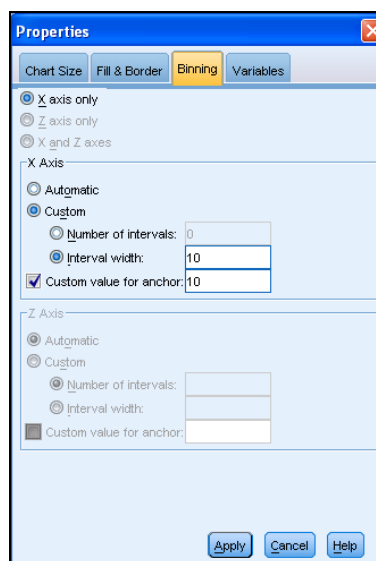 Properties
Chart Size Fill & Border Binning Variables
X axis only
Z axis only
X and Z axes
X Axis
Automatic
Custom
Number of intervals: 0
Interval width: 10
Custom value for anchor: 10
Z Axis
Automatic
Custom
Number of intervals:
Interval width:
Custom value for anchor:
Apply Cancel Help